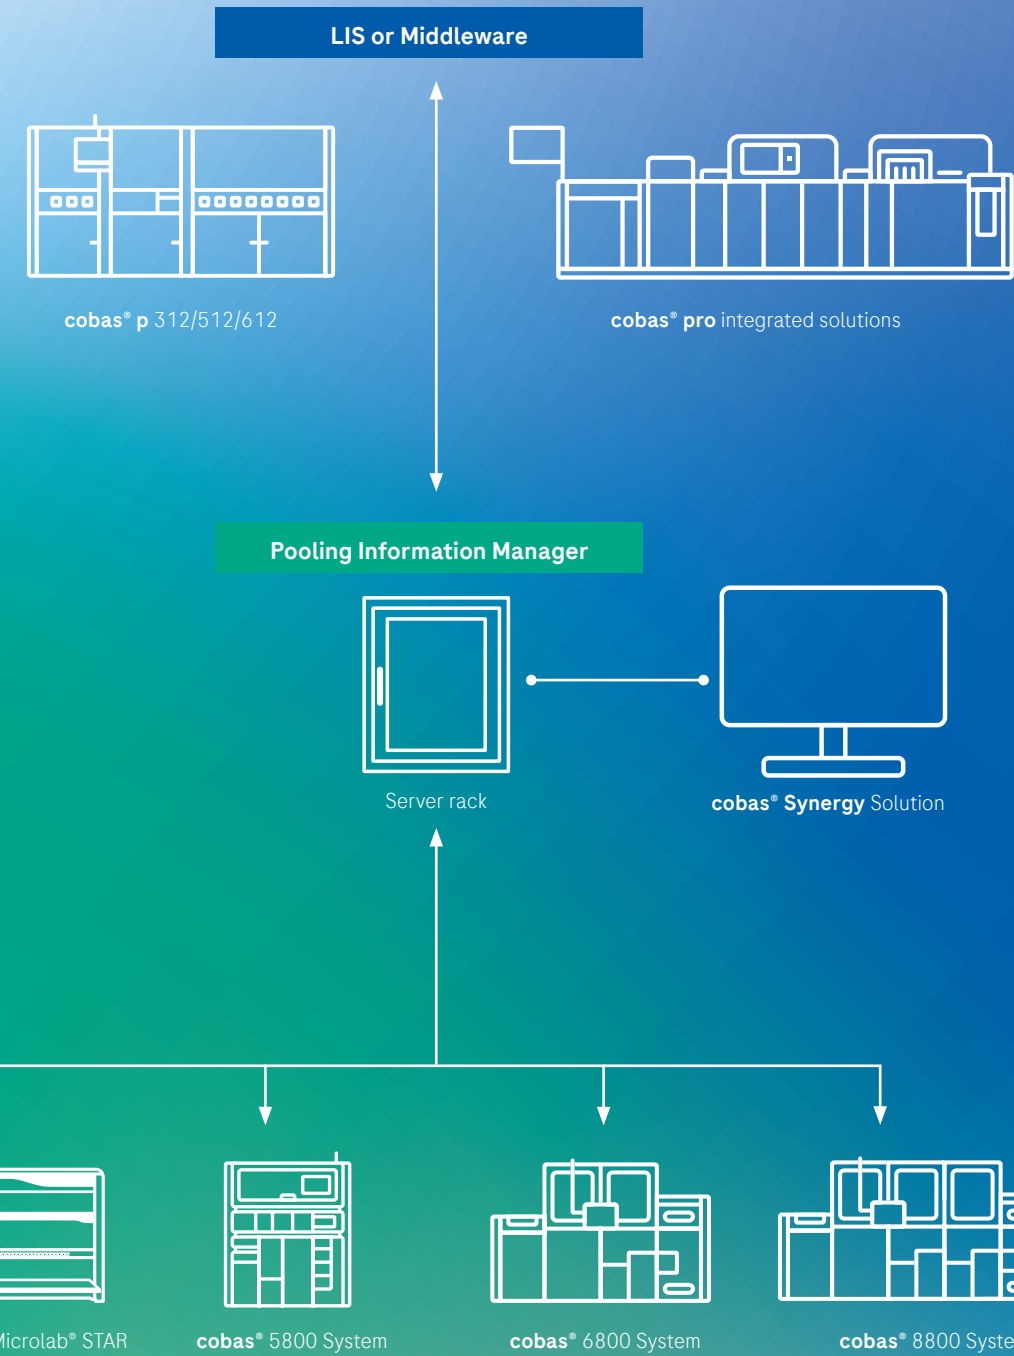 LIS or Middleware
cobas® p 312/512/612
cobas® pro integrated solutions
Pooling Information Manager
Server rack
cobas® Synergy Solution
Microlab® STAR
cobas® 5800 System
cobas® 6800 System
cobas® 8800 Syste